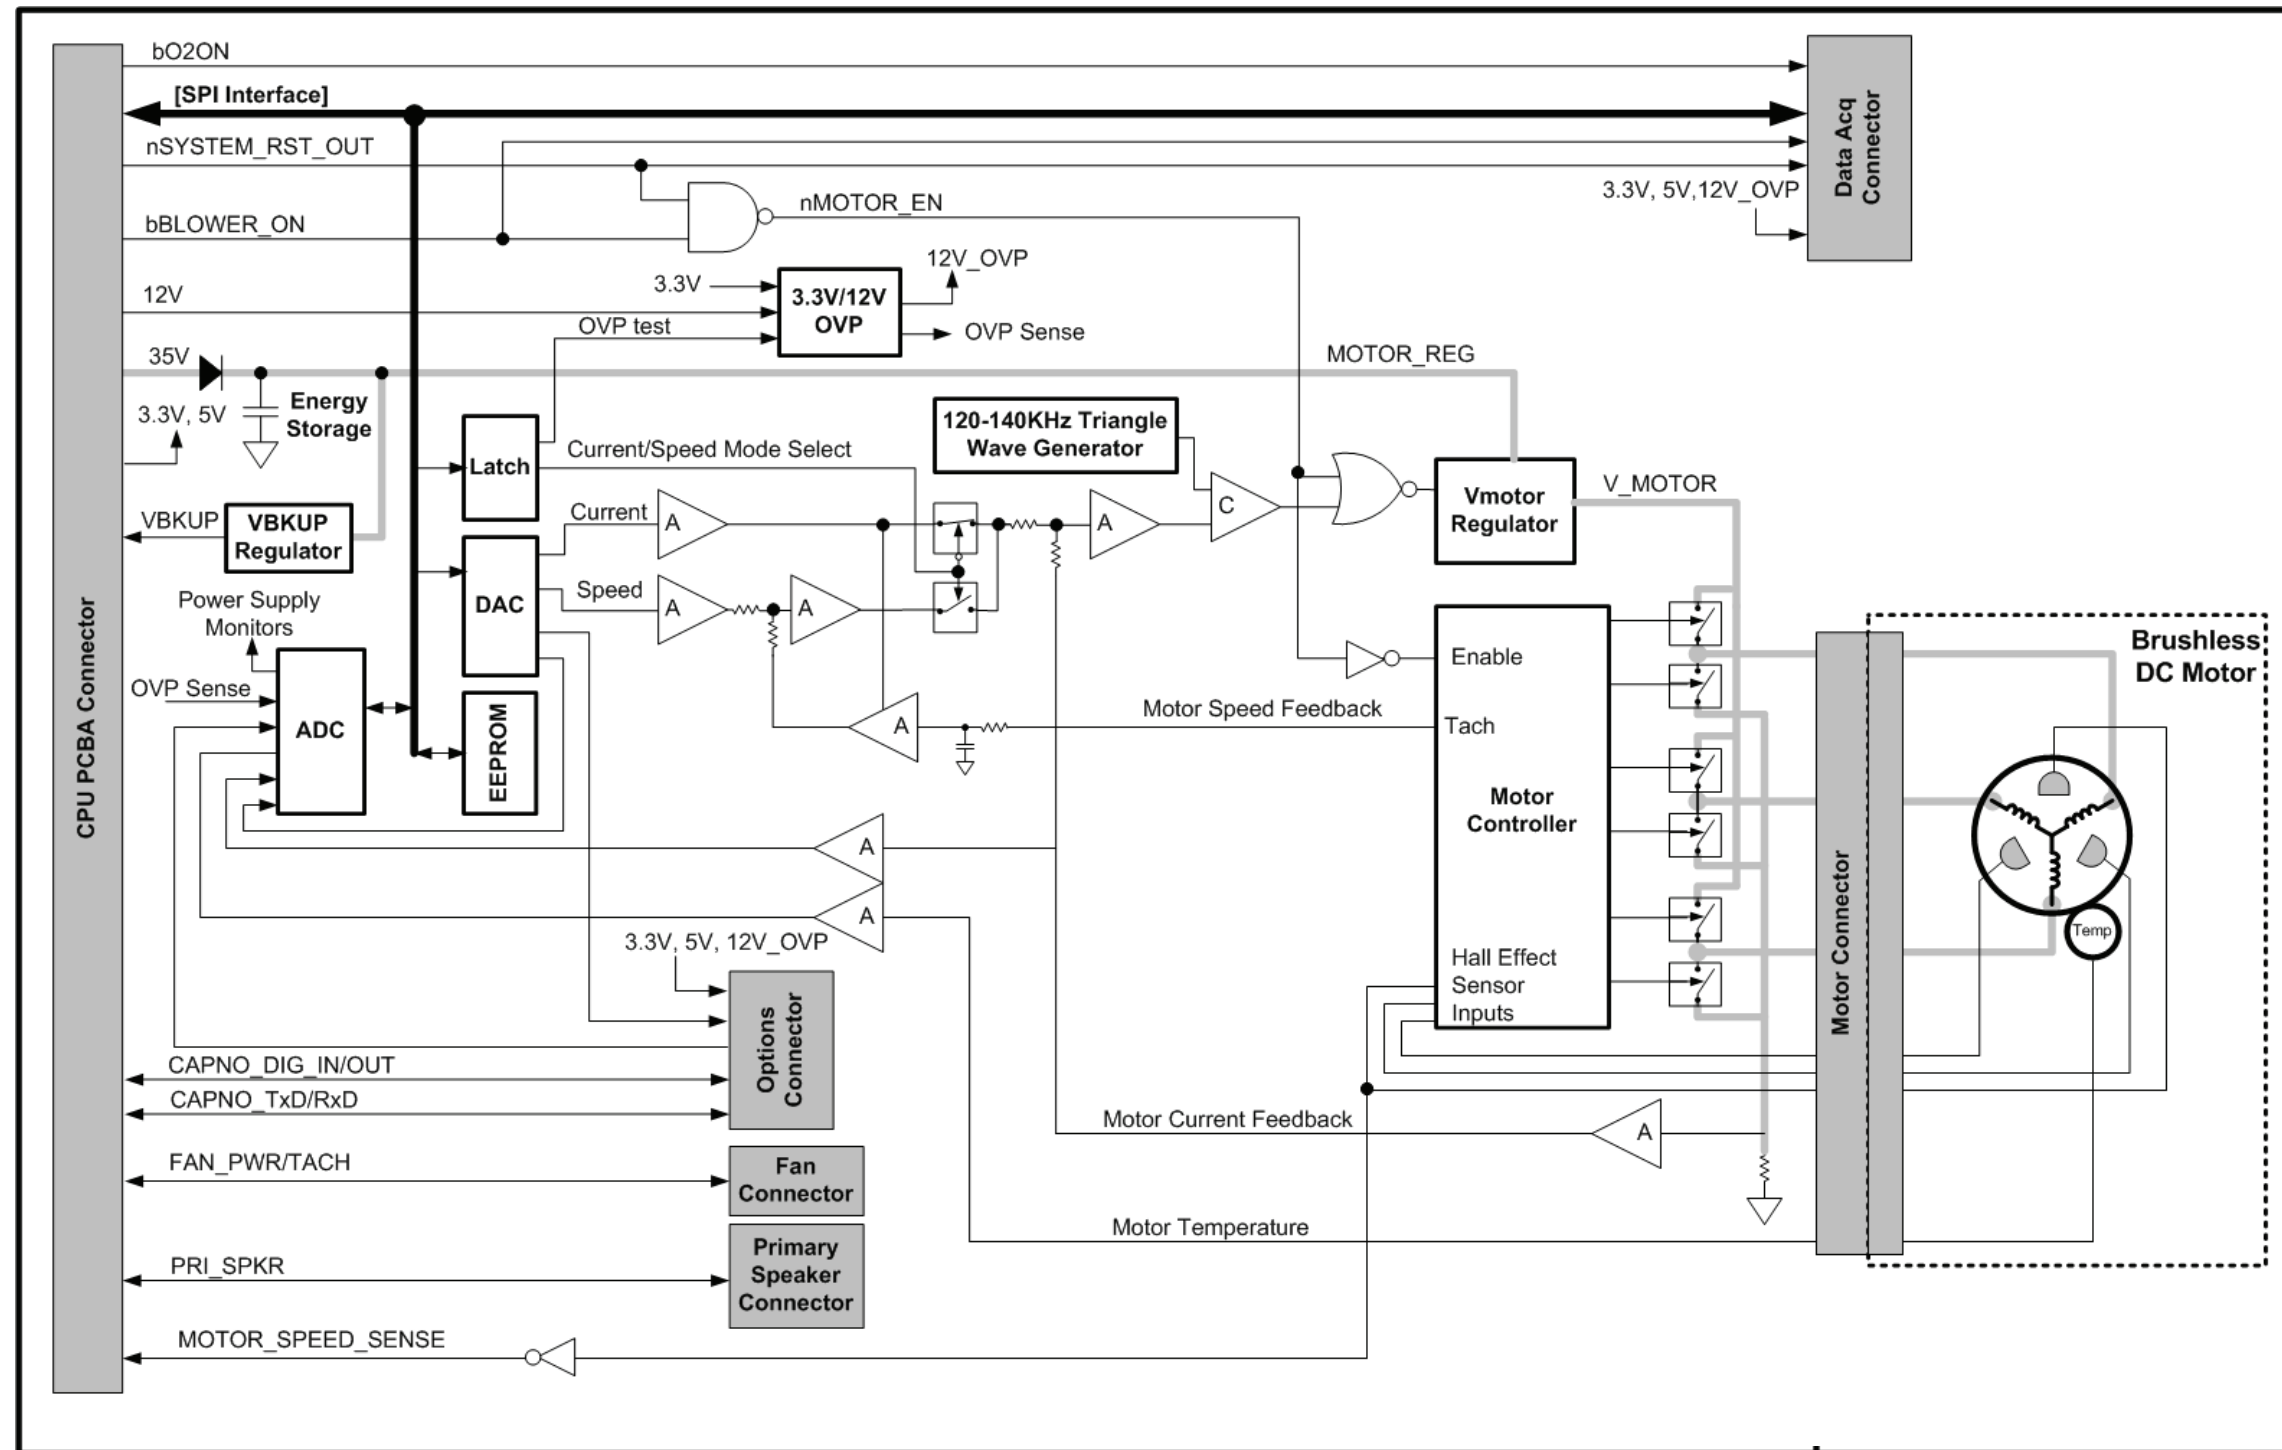 bO2ON
[SPI Interface]
nSYSTEM_RST_OUT
bBLOWER_ON
nMOTOR_EN
3.3V, 5V,12V_OVP
Data Acq
Connector
12V
3.3V
3.3V/12V
OVP
12V_OVP
OVP Sense
OVP test
35V
MOTOR_REG
3.3V, 5V
Energy
Storage
Latch
Current/Speed Mode Select
120-140KHz Triangle
Wave Generator
VBKUP
VBKUP
Regulator
Current
A
A
C
Vmotor
Regulator
V_MOTOR
DAC
Speed
A
A
Power Supply
Monitors
OVP Sense
ADC
EEPROM
CPU PCBA Connector
A
Motor Speed Feedback
Enable
Tach
Motor
Controller
Hall Effect
Sensor
Inputs
Brushless
DC Motor
Temp
Motor Connector
A
A
3.3V, 5V, 12V_OVP
Options
Connector
CAPNO_DIG_IN/OUT
CAPNO_TxD/RxD
Motor Current Feedback
A
FAN_PWR/TACH
Fan
Connector
Motor Temperature
PRI_SPKR
Primary
Speaker
Connector
MOTOR_SPEED_SENSE